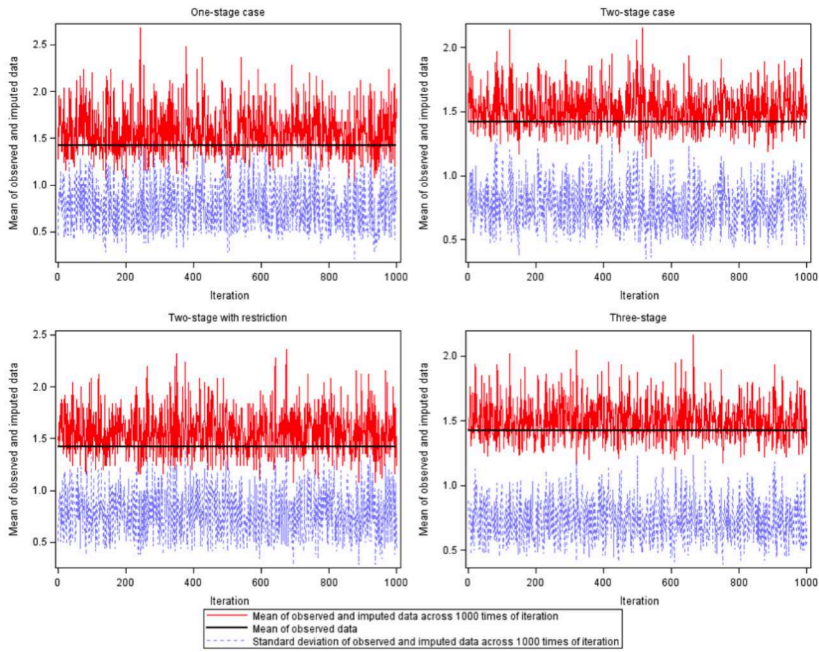 One-stage case
Two-stage case
Mean of observed and imputed data
2.5
2.0
1.5
1.0
0.5
0
200
400
600
800
1000
Iteration
Mean of observed and imputed data
2.0
1.5
1.0
0.5
0
200
400
600
800
1000
Iteration
Two-stage with restriction
Three-stage
Mean of observed and imputed data
2.5
2.0
1.5
1.0
0.5
0
200
400
600
800
1000
Iteration
Mean of observed and imputed data
2.0
1.5
1.0
0.5
0
200
400
600
800
1000
Iteration
Mean of observed and imputed data across 1000 times of iteration
Mean of observed data
Standard deviation of observed and imputed data across 1000 times of iteration